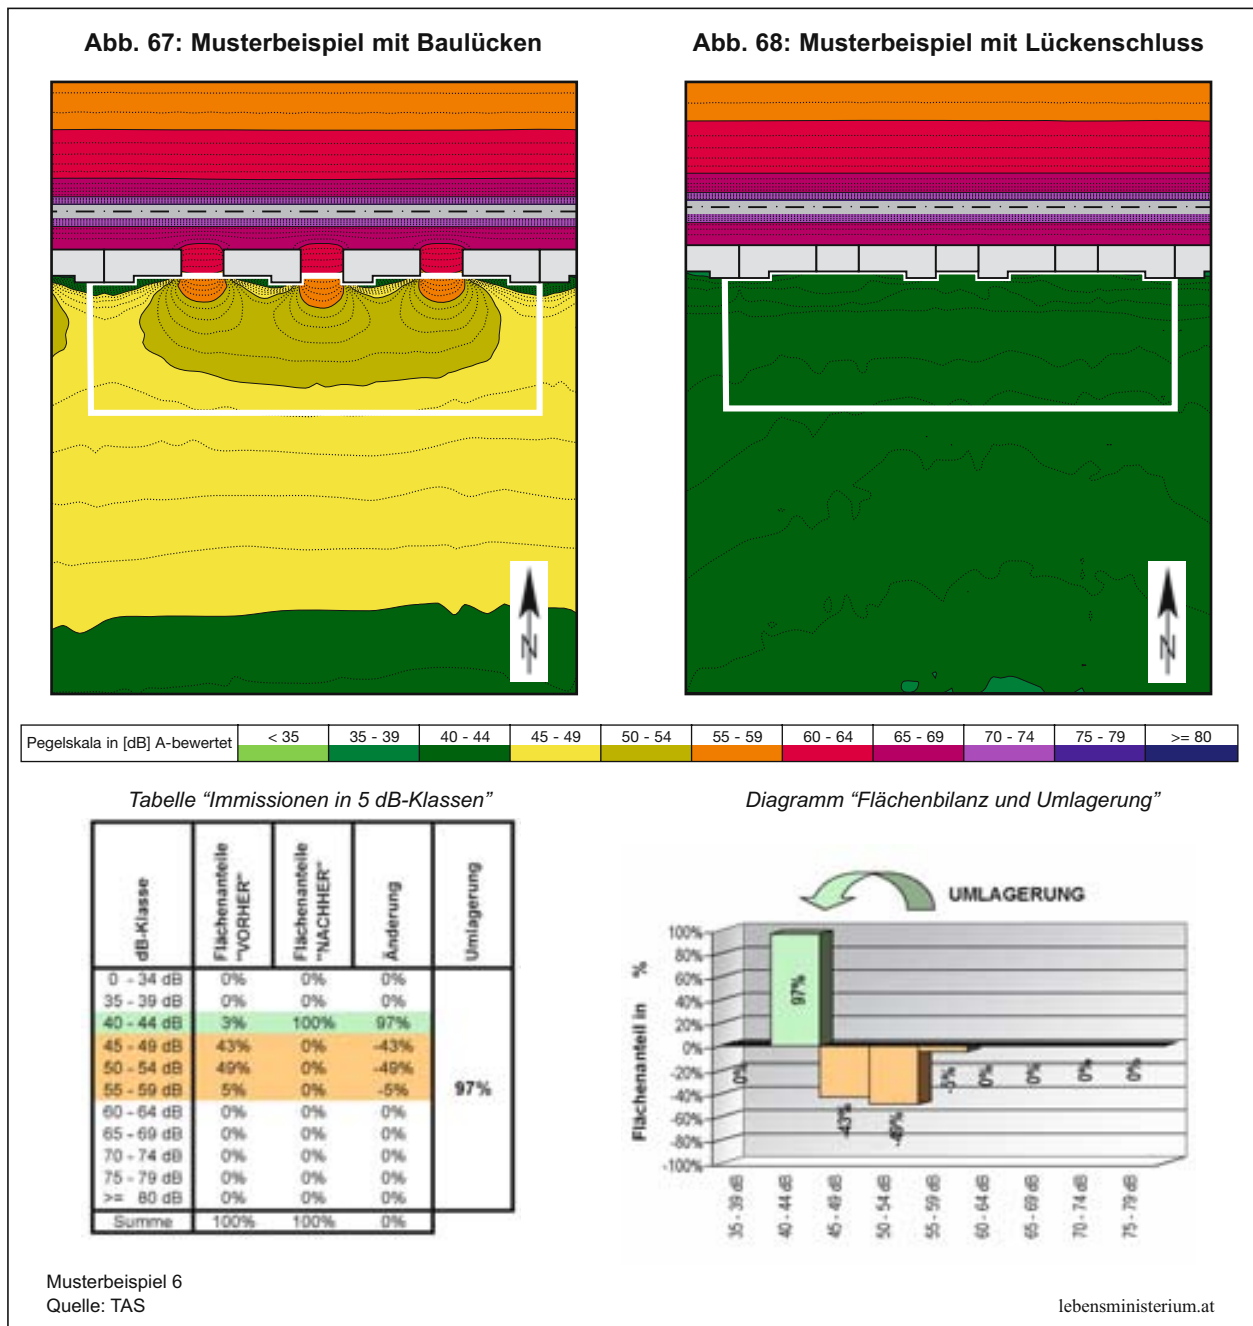 Abb. 67: Musterbeispiel mit Baulücken
Abb. 68: Musterbeispiel mit Lückenschluss
N
N
Pegelskala in [dB] A-bewertet < 35 35 - 39 40 - 44 45 - 49 50 - 54 55 - 59 60 - 64 65 - 69 70 - 74 75 - 79 >= 80
Tabelle “Immissionen in 5 dB-Klassen”
dB-Klasse Flächenanteile "VORHER" Flächenanteile "NACHHER" Änderung Umlagerung
0 - 34 dB 0% 0% 0%
35 - 39 dB 0% 0% 0%
40 - 44 dB 3% 100% 97%
45 - 49 dB 43% 0% -43%
50 - 54 dB 49% 0% -49%
55 - 59 dB 5% 0% -5% 97%
60 - 64 dB 0% 0% 0%
65 - 69 dB 0% 0% 0%
70 - 74 dB 0% 0% 0%
75 - 79 dB 0% 0% 0%
>= 80 dB 0% 0% 0%
Summe 100% 100% 0%
Diagramm “Flächenbilanz und Umlagerung”
UMLAGERUNG
Flächenanteil in %
100%
80%
60%
40%
20%
0%
-20%
-40%
-60%
-80%
-100%
0% 97% -43% -49% -5% 0% 0% 0% 0%
35 - 39 dB 40 - 44 dB 45 - 49 dB 50 - 54 dB 55 - 59 dB 60 - 64 dB 65 - 69 dB 70 - 74 dB 75 - 79 dB
Musterbeispiel 6
Quelle: TAS
lebensministerium.at